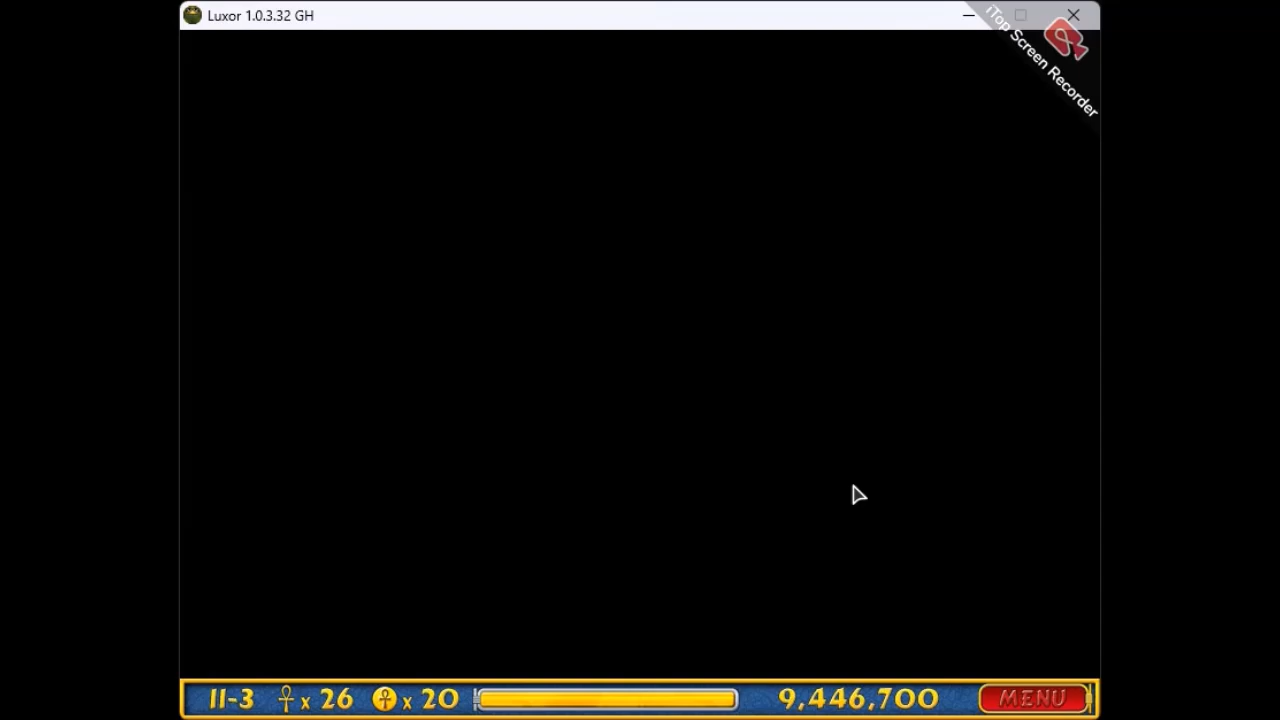 Luxor 1.0.3.32 GH
iTop Screen Recorder
11-3 x 26 x 20 9,446,700 MENU